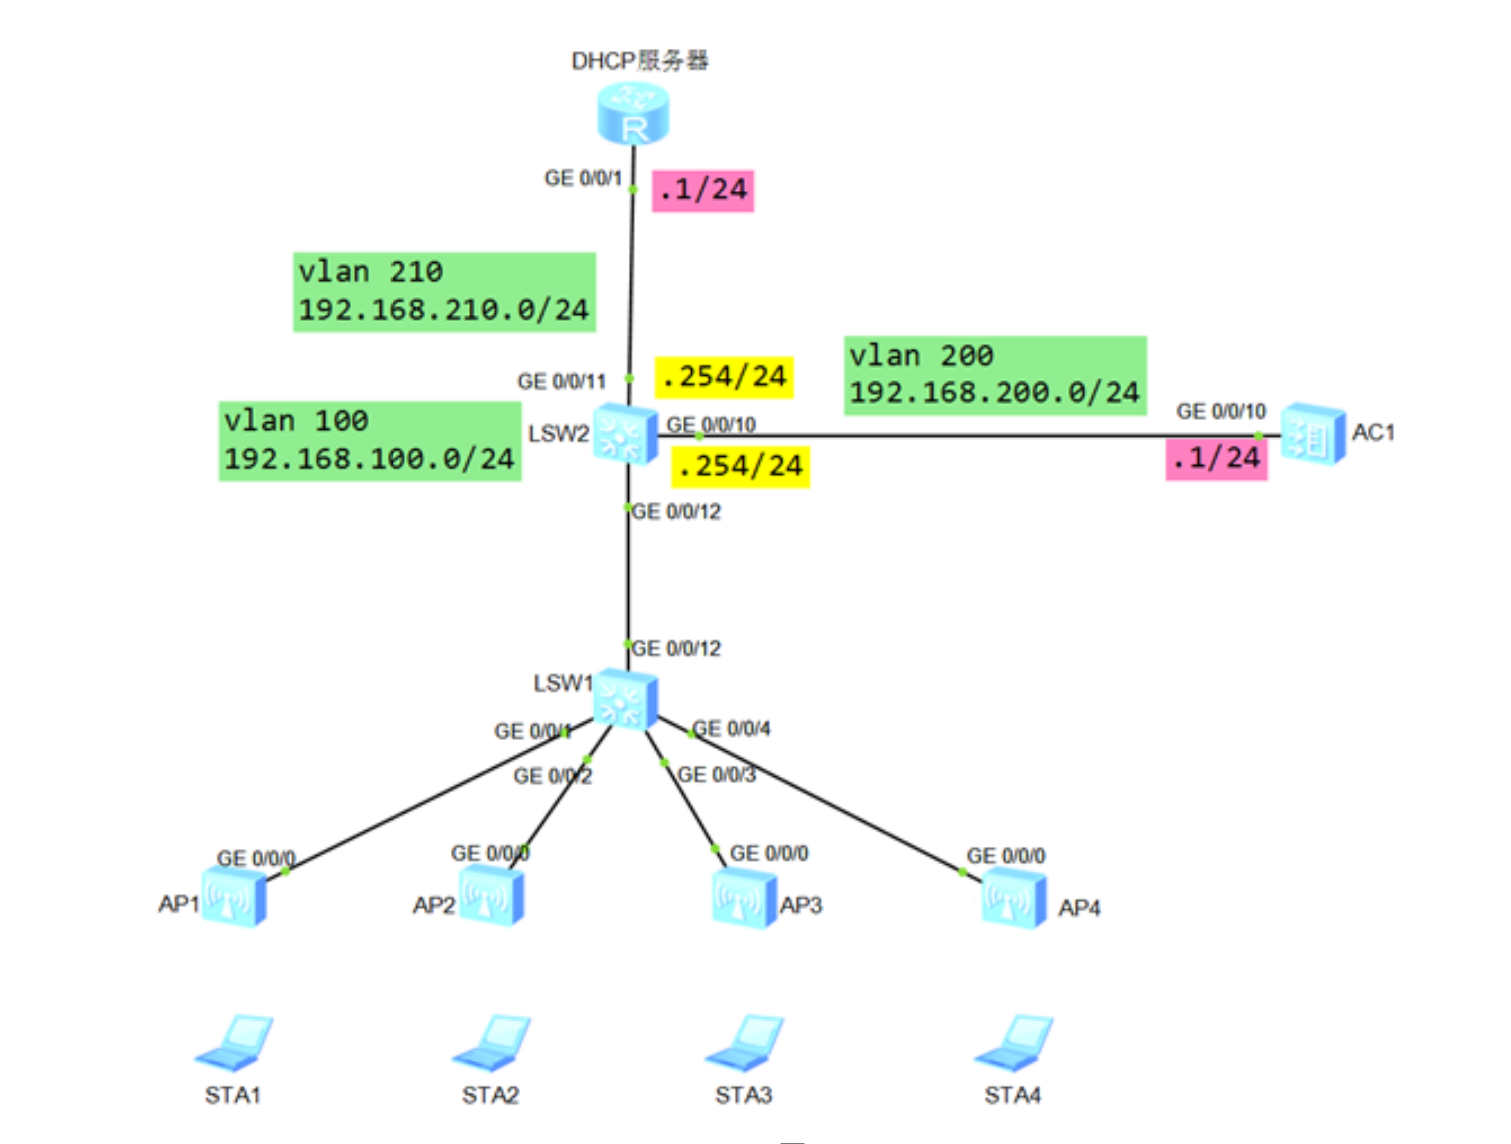 DHCP服务器
R
GE 0/0/1
.1/24
vlan 210
192.168.210.0/24
vlan 200
192.168.200.0/24
GE 0/0/11
.254/24
vlan 100
192.168.100.0/24
LSW2
GE 0/0/10
GE 0/0/10
AC1
.254/24
.1/24
GE 0/0/12
GE 0/0/12
LSW1
GE 0/0/1
GE 0/0/4
GE 0/0/2
GE 0/0/3
GE 0/0/0
GE 0/0/0
GE 0/0/0
GE 0/0/0
AP1
AP2
AP3
AP4
STA1
STA2
STA3
STA4